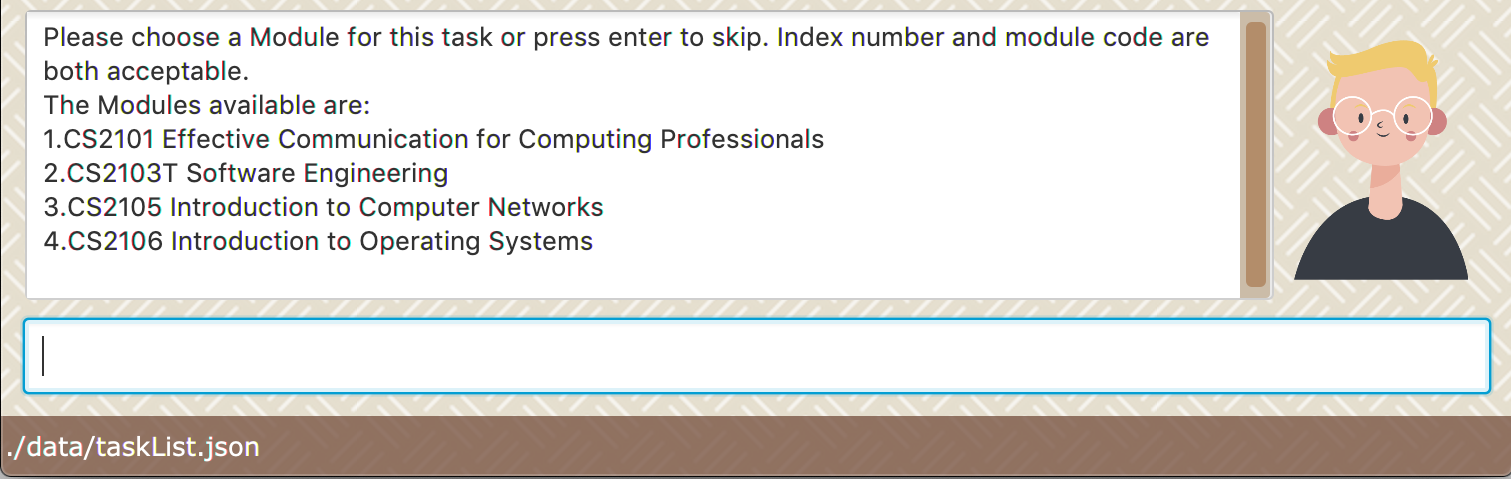 Please choose a Module for this task or press enter to skip. Index number and module code are
both acceptable.
The Modules available are:
1.CS2101 Effective Communication for Computing Professionals
2.CS2103T Software Engineering
3.CS2105 Introduction to Computer Networks
4.CS2106 Introduction to Operating Systems
./data/taskList.json